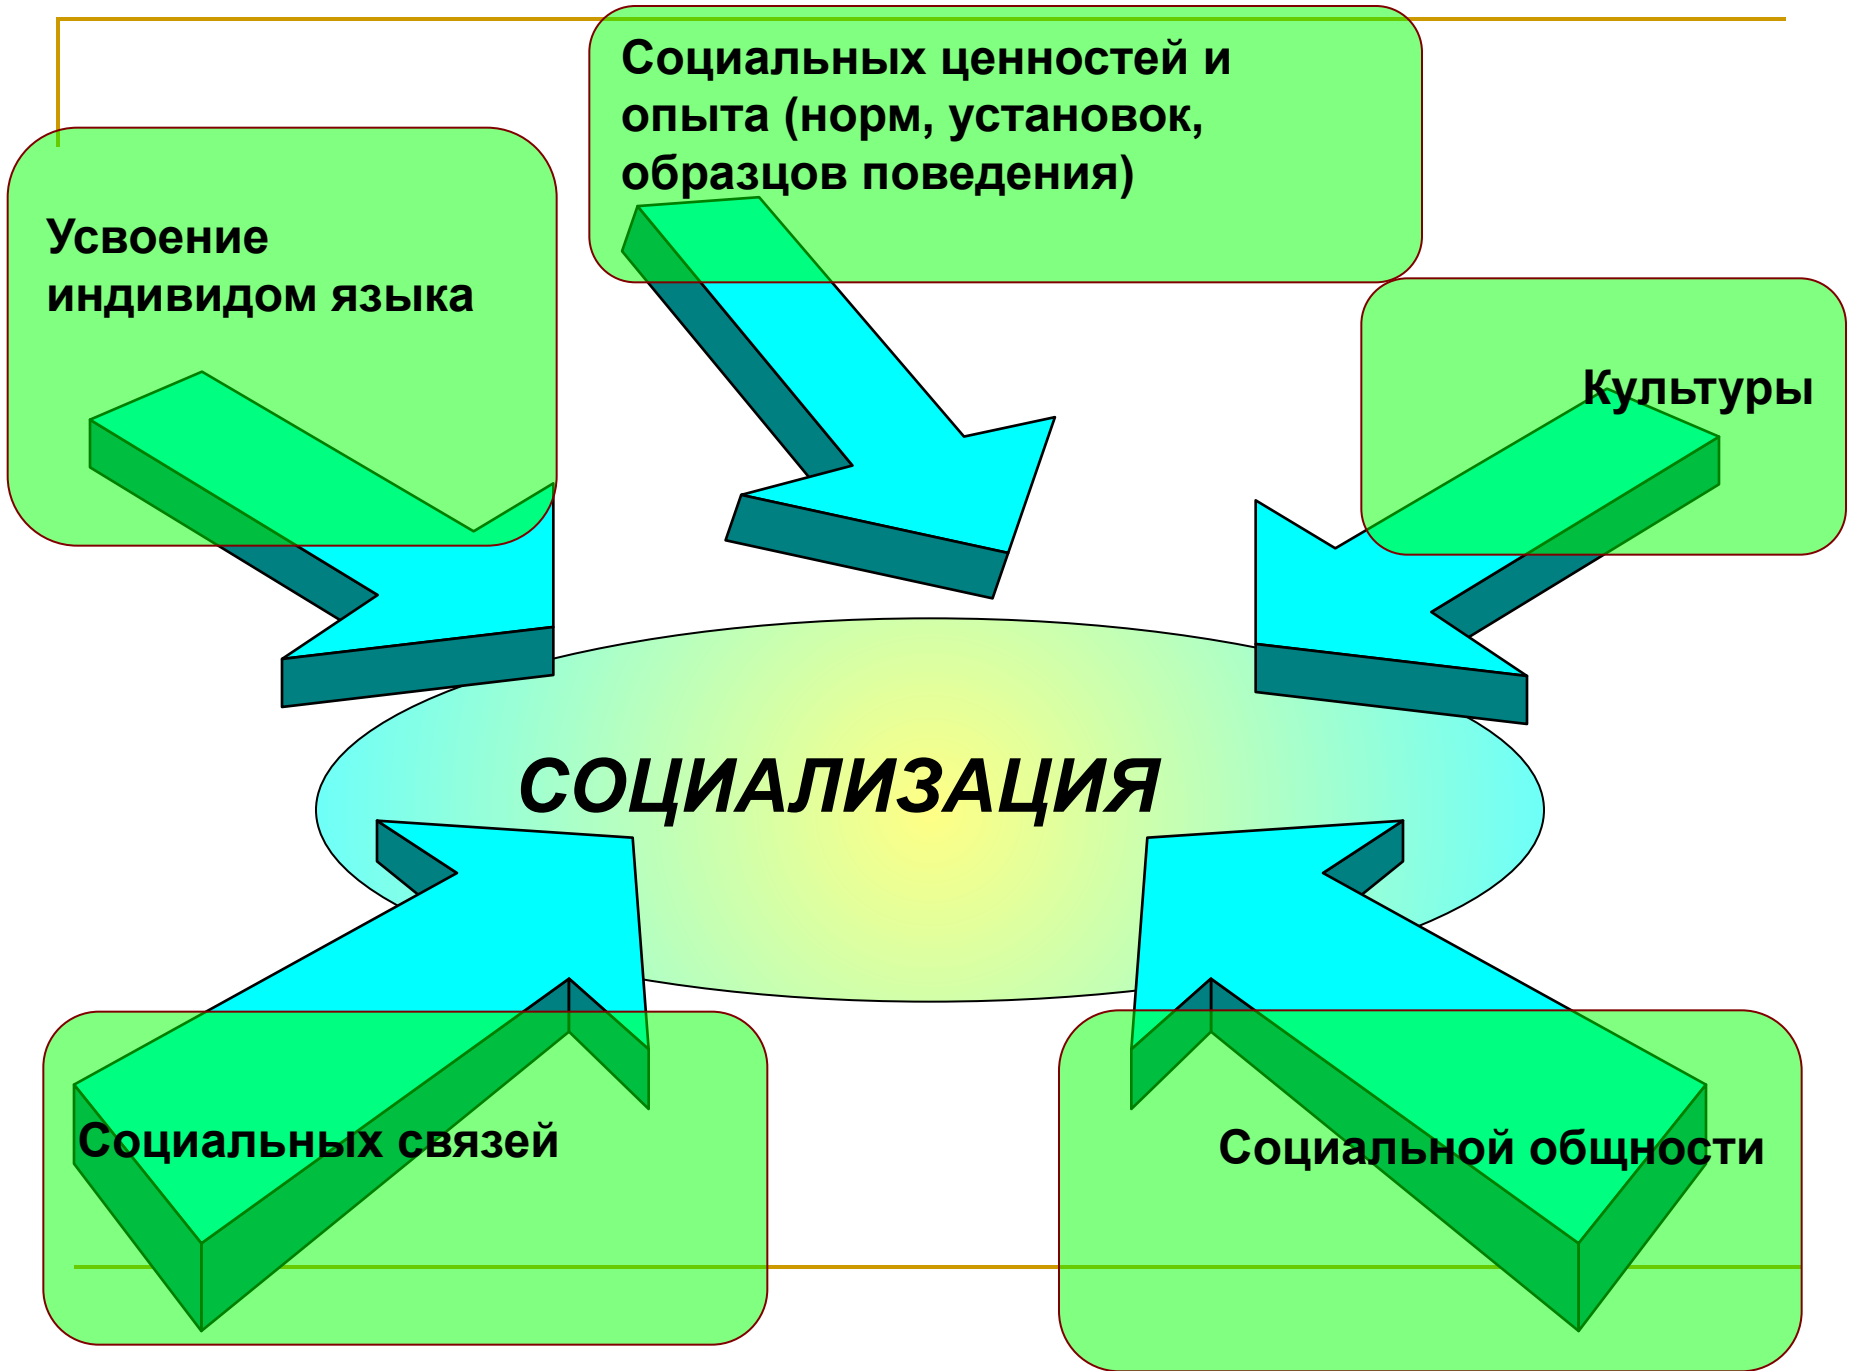 Социальных ценностей и
опыта (норм, установок,
образцов поведения)
Усвоение
индивидом языка
Культуры
СОЦИАЛИЗАЦИЯ
Социальных связей
Социальной общности